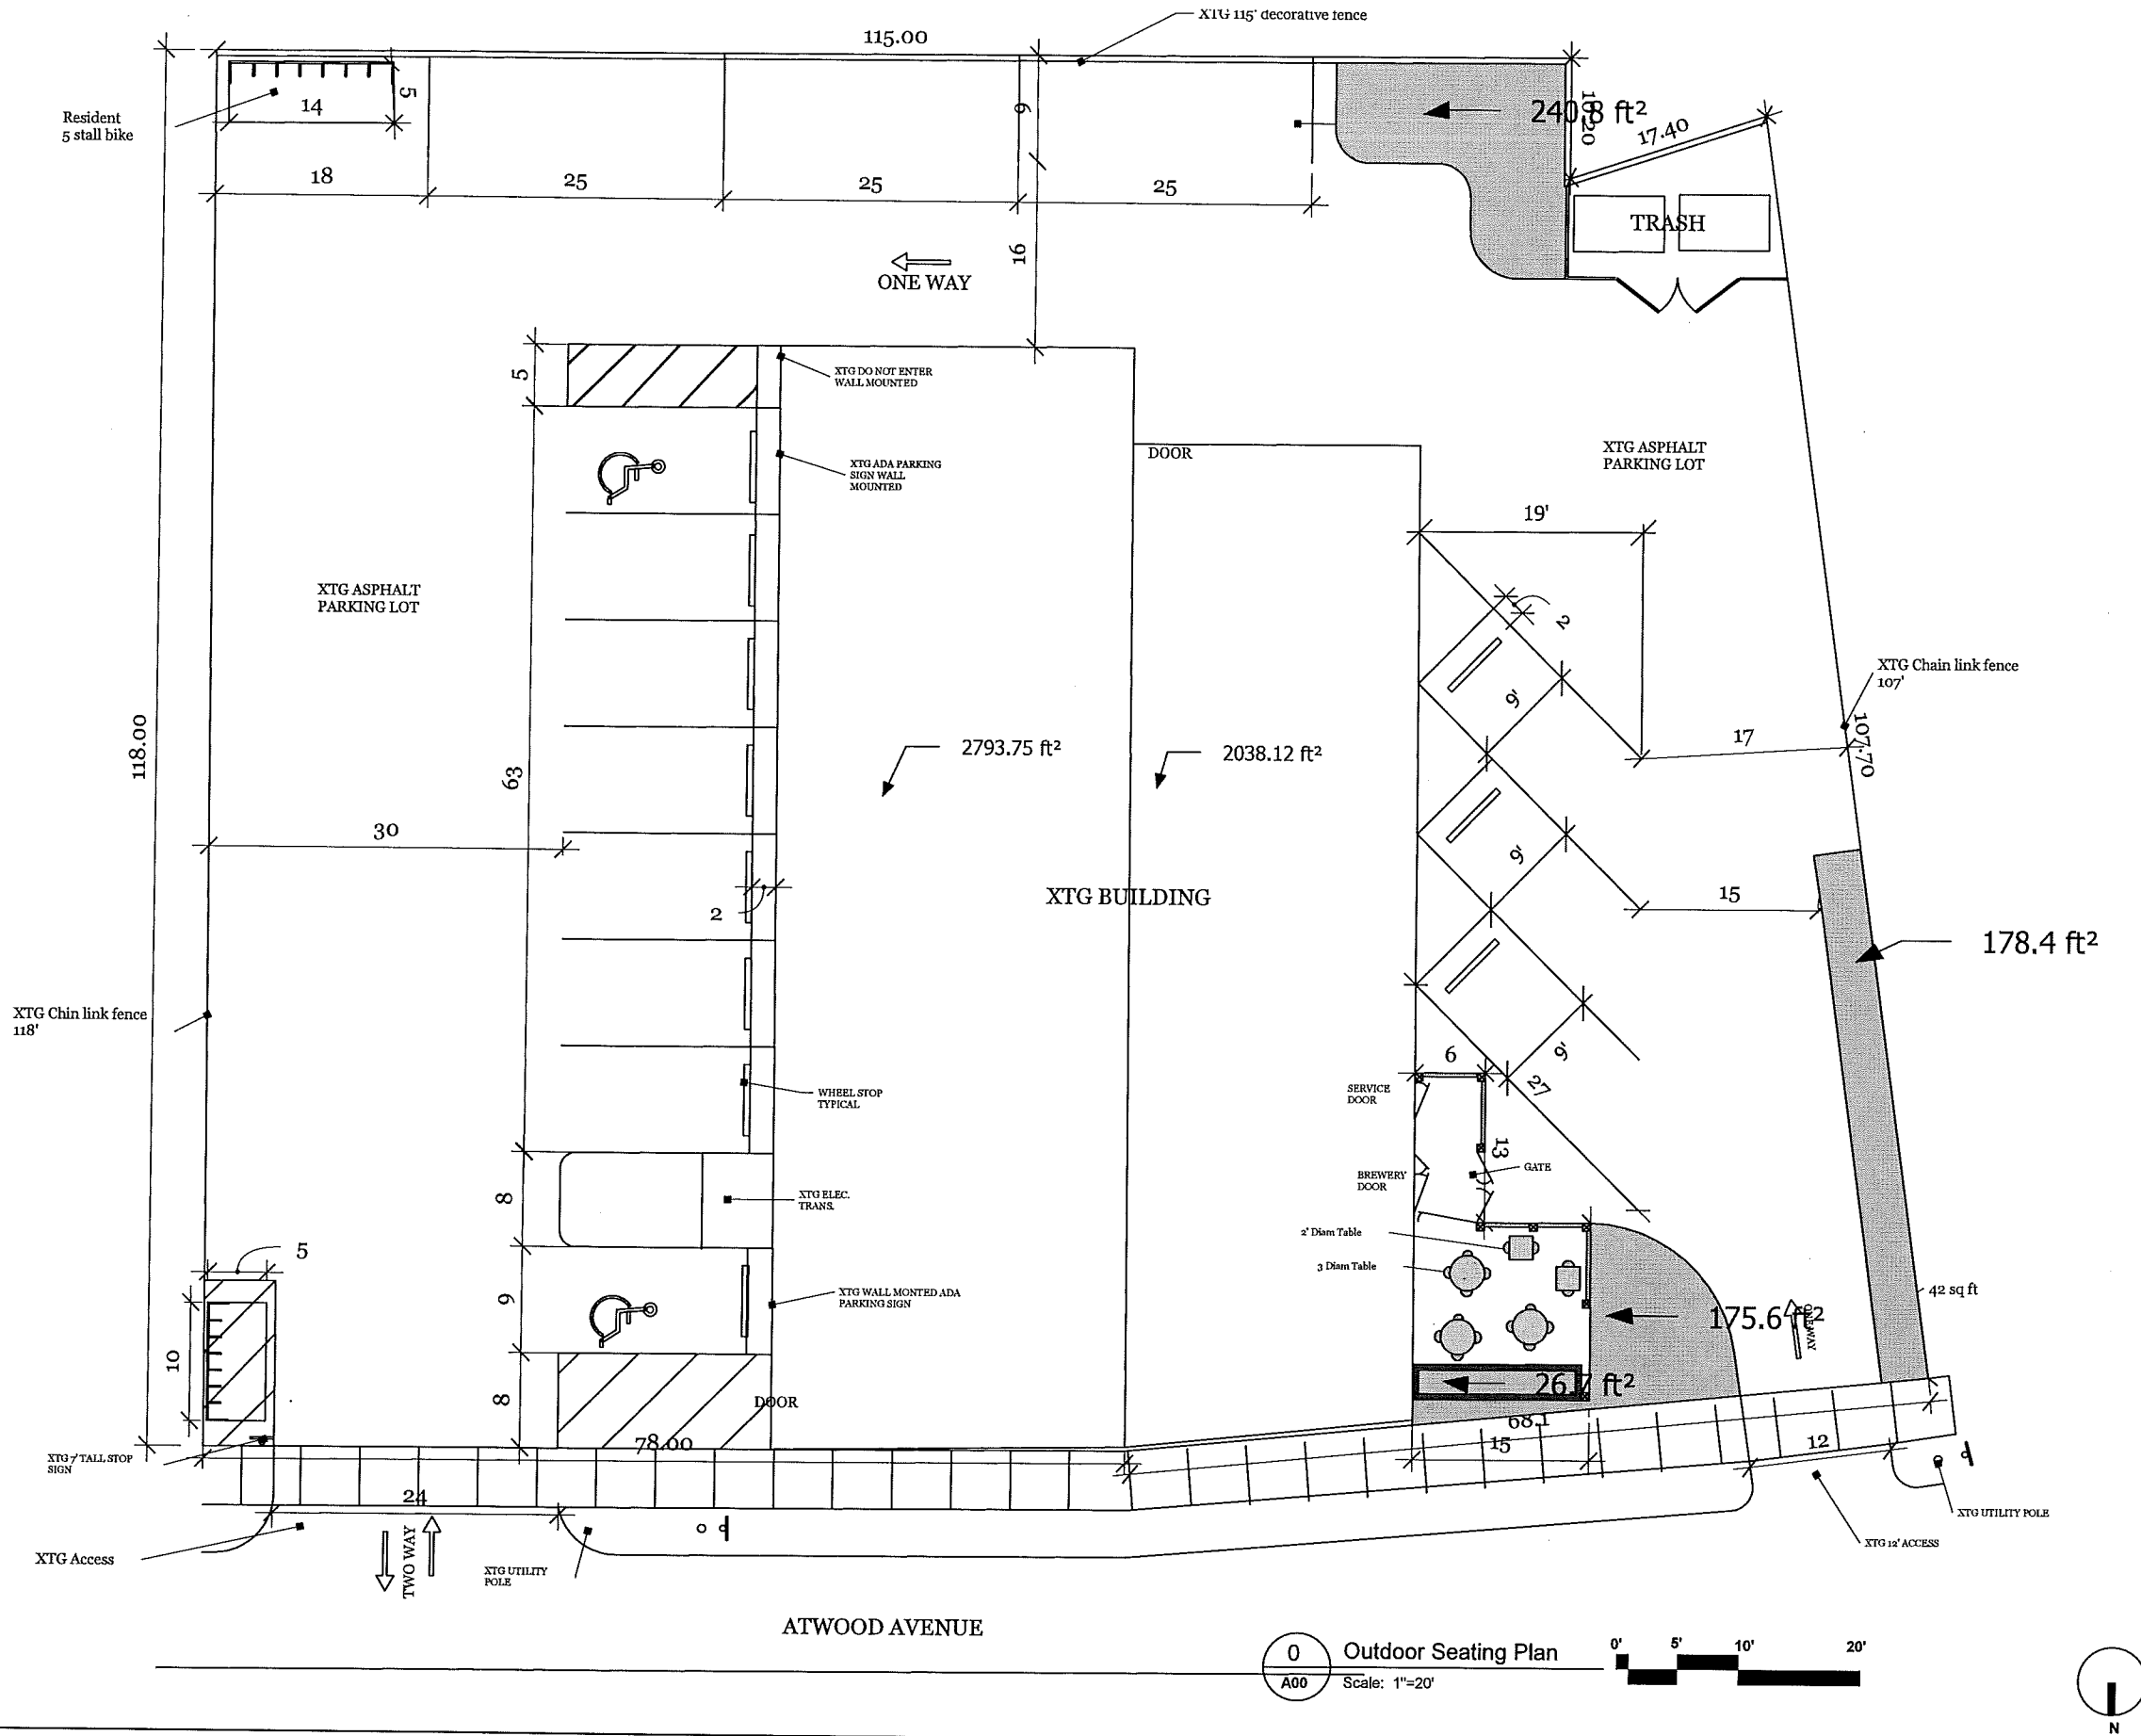 XTG 115' decorative fence
115.00
Resident
5 stall bike
14
5
9
240.8 ft²
10.20
17.40
18
25
25
25
16
TRASH
ONE WAY
5
XTG DO NOT ENTER
WALL MOUNTED
XTG ADA PARKING
SIGN WALL
MOUNTED
DOOR
XTG ASPHALT
PARKING LOT
19'
XTG ASPHALT
PARKING LOT
2
9'
XTG Chain link fence
107'
118.00
63
2793.75 ft²
2038.12 ft²
17
107.70
30
9'
2
XTG BUILDING
15
178.4 ft²
XTG Chin link fence
118'
9'
6
27
WHEEL STOP
TYPICAL
SERVICE
DOOR
13
GATE
BREWERY
DOOR
8
XTG ELEC.
TRANS.
2' Diam Table
3 Diam Table
5
9
XTG WALL MONTED ADA
PARKING SIGN
42 sq ft
175.6 ft²
ONE WAY
10
8
DOOR
26.7 ft²
68.1
78.00
15
12
XTG 7' TALL STOP
SIGN
24
XTG Access
TWO WAY
XTG UTILITY
POLE
XTG UTILITY POLE
XTG 12' ACCESS
ATWOOD AVENUE
0
A00
Outdoor Seating Plan
Scale: 1"=20'
0' 5' 10' 20'
N